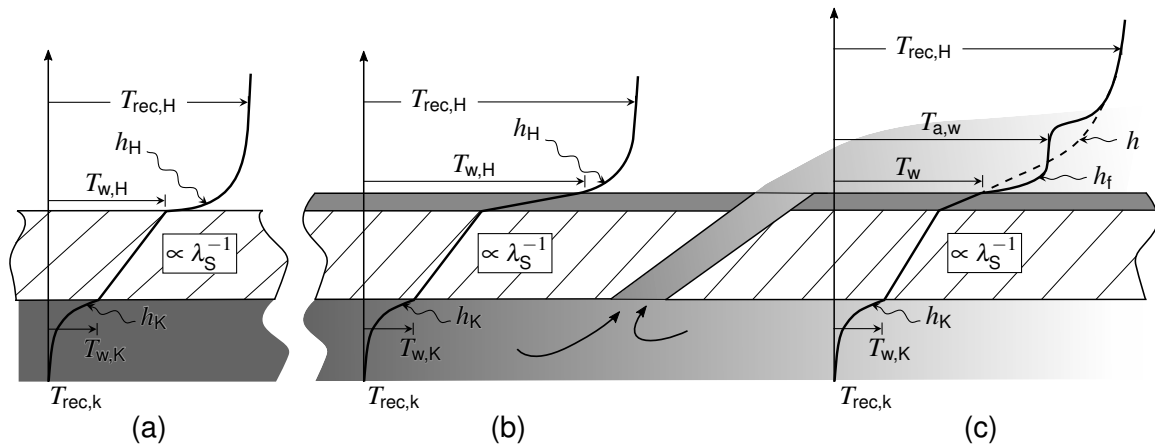 T_rec,H
h_H
T_w,H
∝ λ_S^-1
h_K
T_w,K
T_rec,k
(a)
T_rec,H
h_H
T_w,H
∝ λ_S^-1
h_K
T_w,K
T_rec,k
(b)
T_rec,H
T_a,w
h
T_w
h_f
∝ λ_S^-1
h_K
T_w,K
T_rec,k
(c)